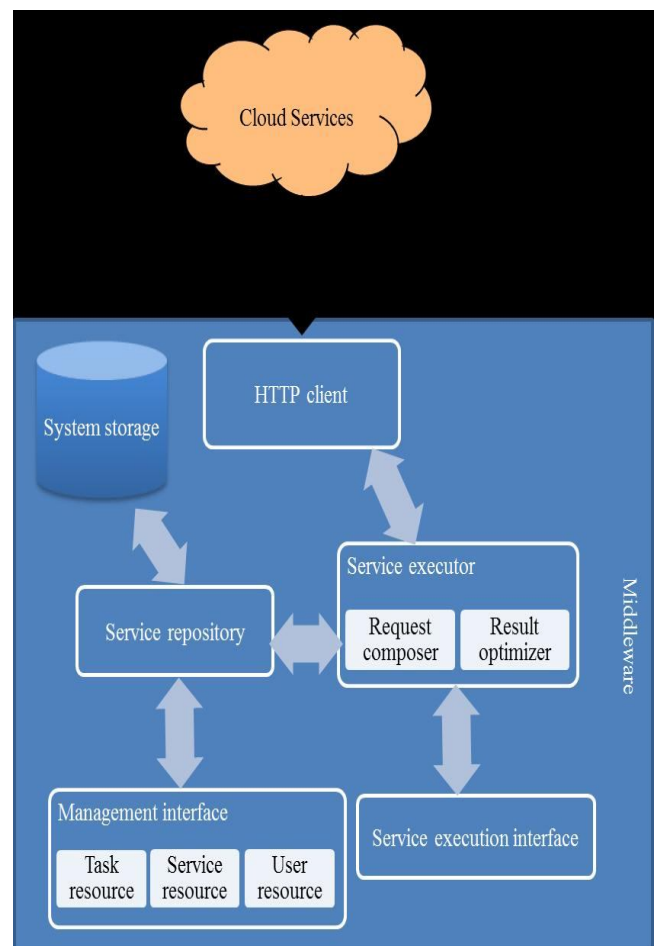 Cloud Services
HTTP client
System storage
Service executor
Request
composer
Result
optimizer
Service repository
Middleware
Management interface
Task
resource
Service
resource
User
resource
Service execution interface